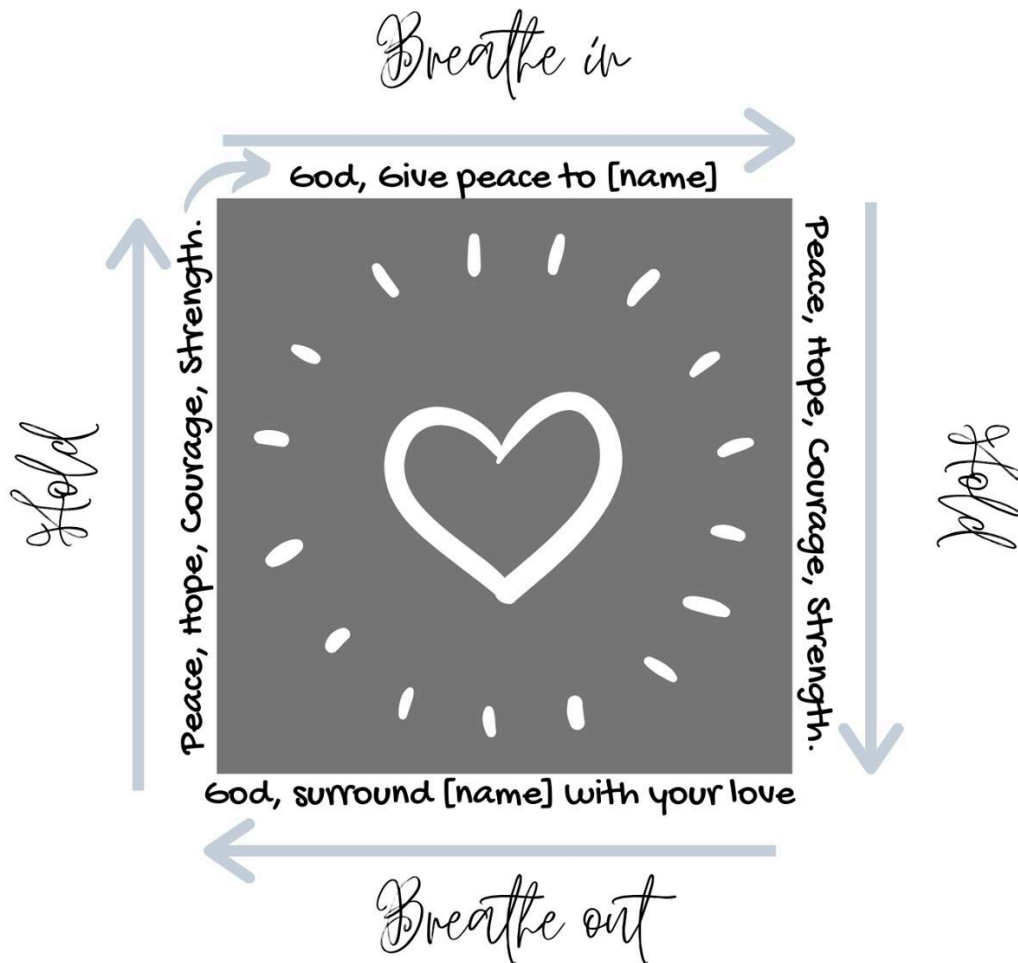 Breathe in
God, Give peace to [name]
Hold
Peace, Hope, Courage, Strength.
God, surround [name] with your love
Breathe out
Hold
Peace, Hope, Courage, Strength.